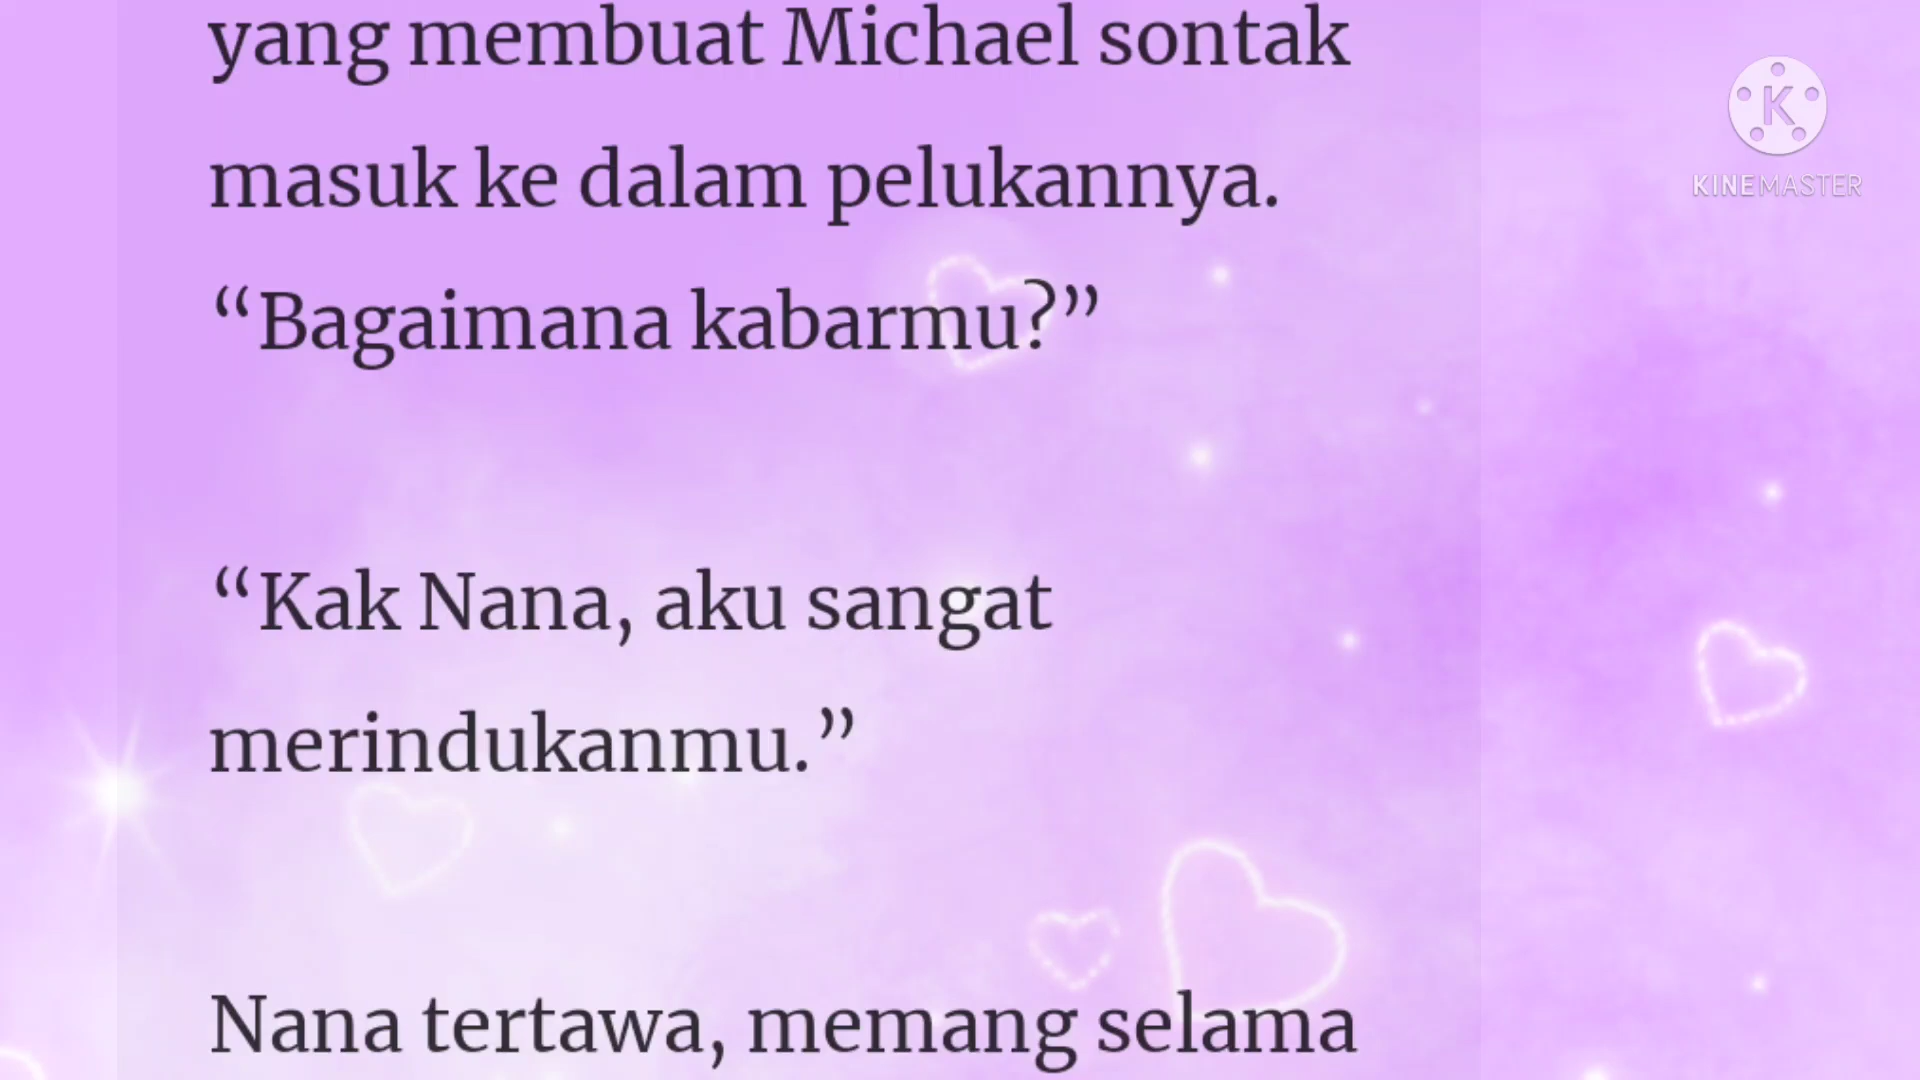 yang membuat Michael sontak
masuk ke dalam pelukannya.
“Bagaimana kabarmu?”
“Kak Nana, aku sangat
merindukanmu.”
Nana tertawa, memang selama
K
KINEMASTER